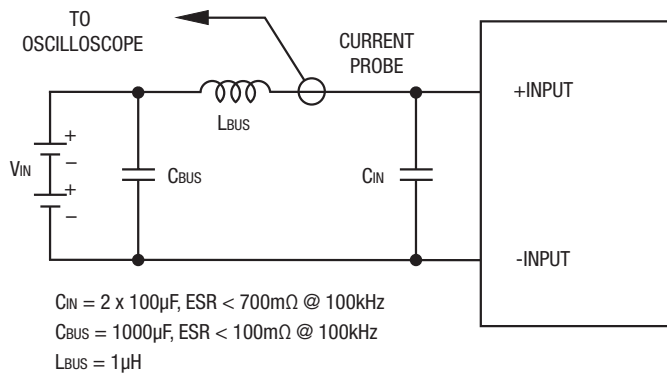 TO
OSCILLOSCOPE
CURRENT
PROBE
+INPUT
LBUS
+
VIN
−
+
−
CBUS
CIN
-INPUT
CIN = 2 x 100µF, ESR < 700mΩ @ 100kHz
CBUS = 1000µF, ESR < 100mΩ @ 100kHz
LBUS = 1µH